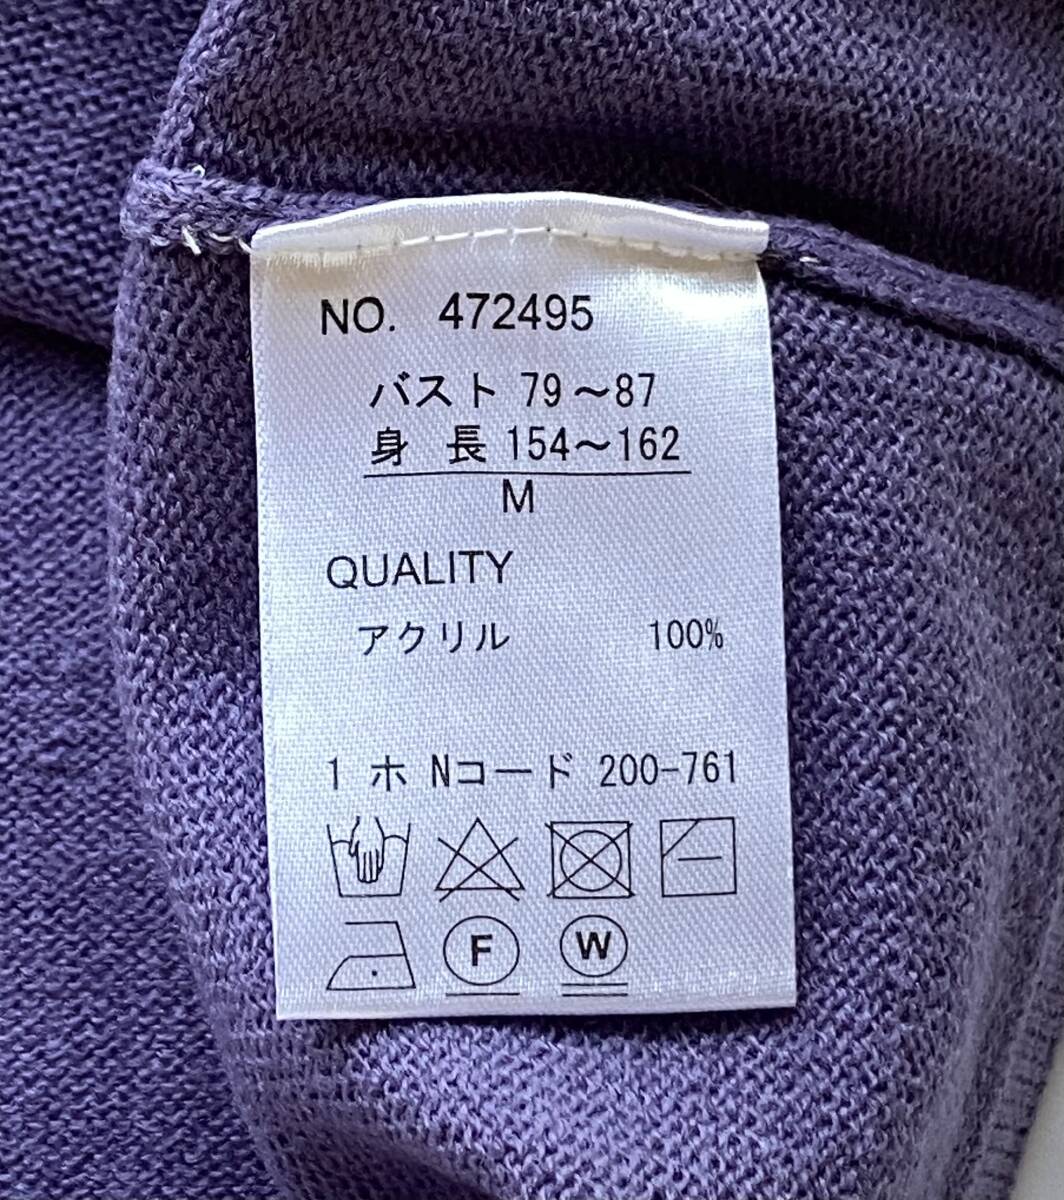 NO. 472495
バスト 79～87
身 長 154～162
M
QUALITY
アクリル 100%
1 ホ Nコード 200-761
F W